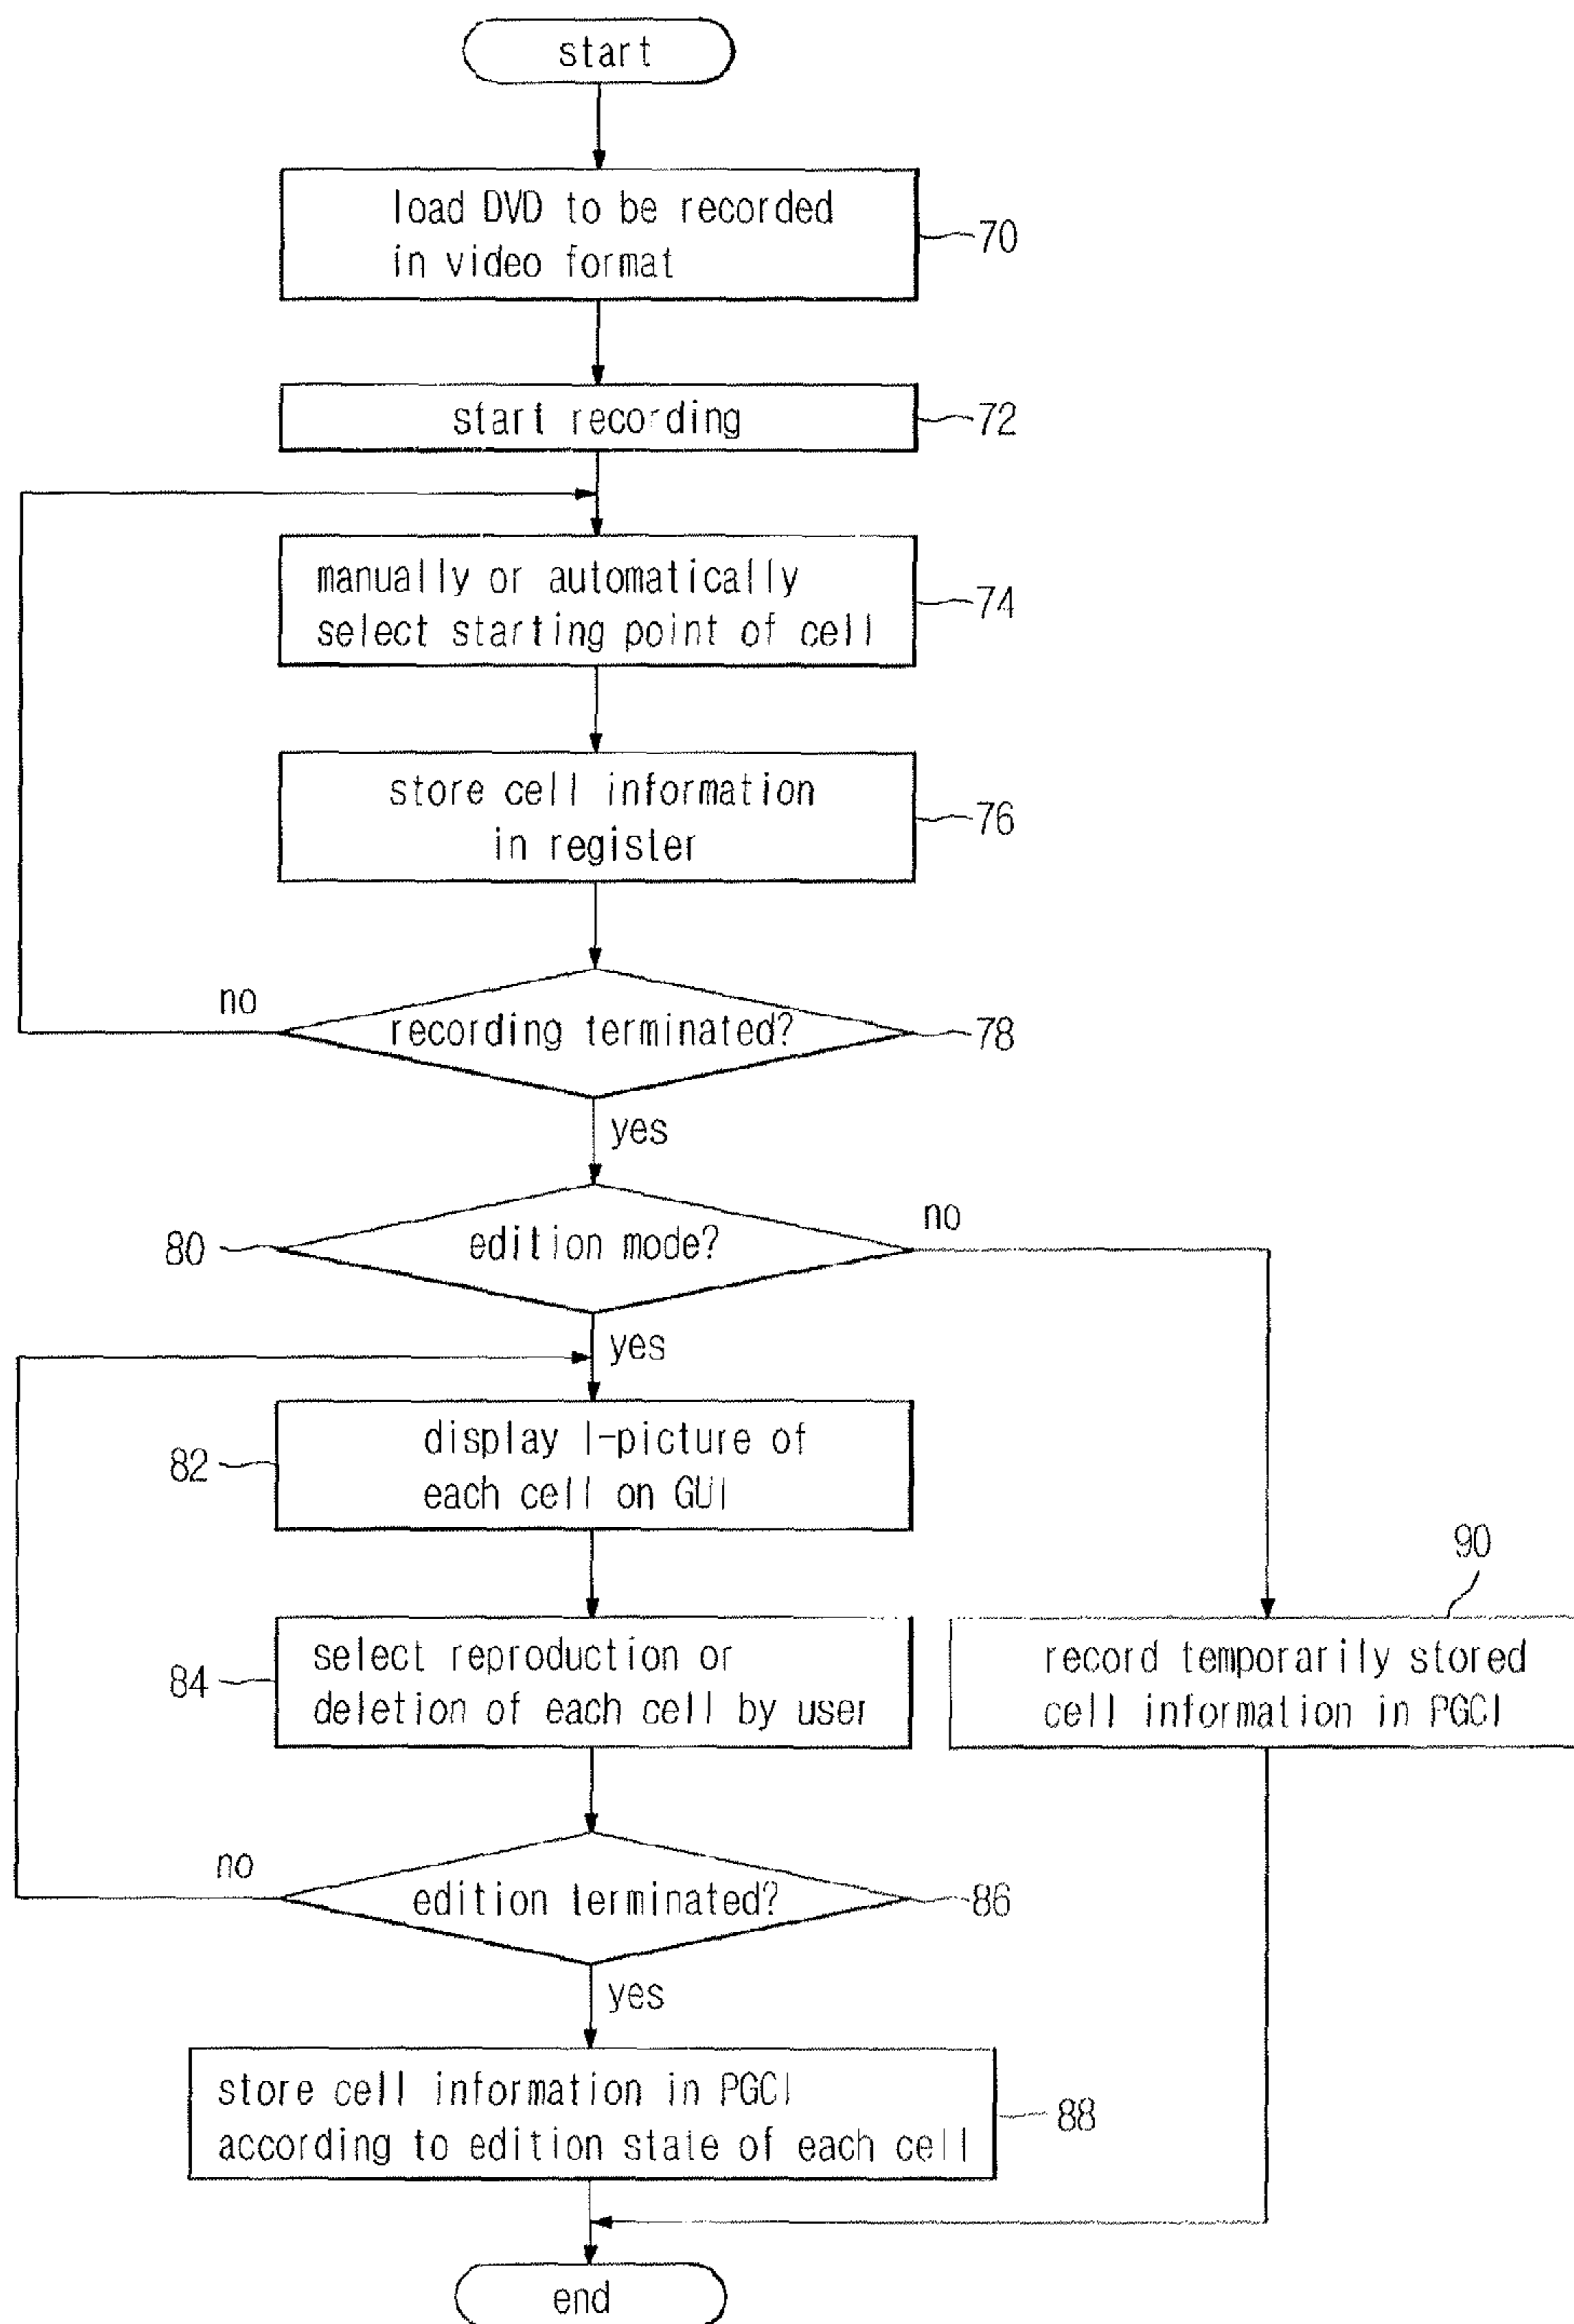 start
load DVD to be recorded
in video format
70
start recording
72
manually or automatically
select starting point of cell
74
store cell information
in register
76
no
recording terminated?
78
yes
80
edition mode?
no
yes
82
display I-picture of
each cell on GUI
84
select reproduction or
deletion of each cell by user
90
record temporarily stored
cell information in PGCI
no
edition terminated?
86
yes
store cell information in PGCI
according to edition state of each cell
88
end